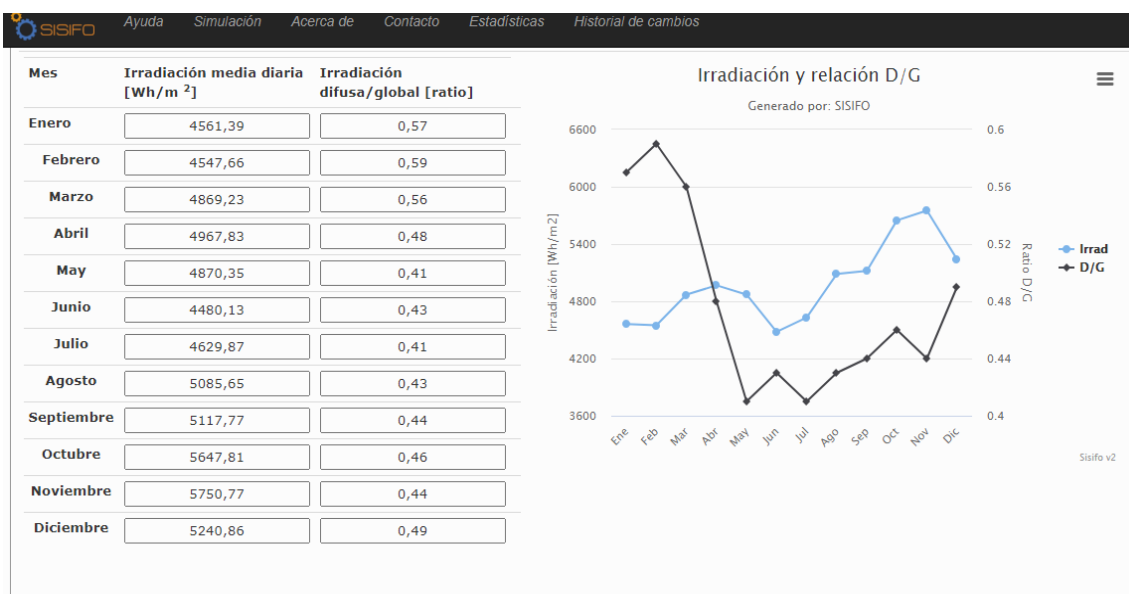 SISIFO Ayuda Simulación Acerca de Contacto Estadísticas Historial de cambios
Mes Irradiación media diaria [Wh/m ²] Irradiación difusa/global [ratio]
Enero 4561,39 0,57
Febrero 4547,66 0,59
Marzo 4869,23 0,56
Abril 4967,83 0,48
May 4870,35 0,41
Junio 4480,13 0,43
Julio 4629,87 0,41
Agosto 5085,65 0,43
Septiembre 5117,77 0,44
Octubre 5647,81 0,46
Noviembre 5750,77 0,44
Diciembre 5240,86 0,49
Irradiación y relación D/G
Generado por: SISIFO
Irradiación [Wh/m2]
6600
6000
5400
4800
4200
3600
0.6
0.56
0.52
0.48
0.44
0.4
Ratio D/G
Ene Feb Mar Abr May Jun Jul Ago Sep Oct Nov Dic
Irrad
D/G
Sisifo v2